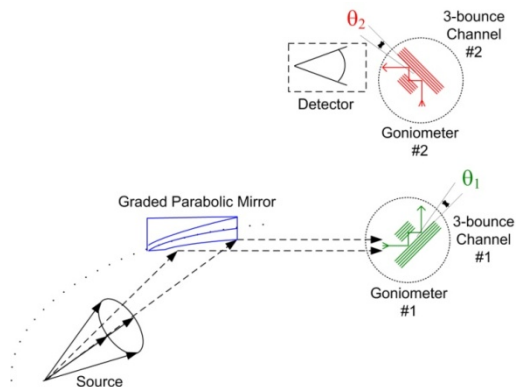 θ2
3-bounce
Channel
#2
Detector
Goniometer
#2
Graded Parabolic Mirror
θ1
3-bounce
Channel
#1
Goniometer
#1
Source